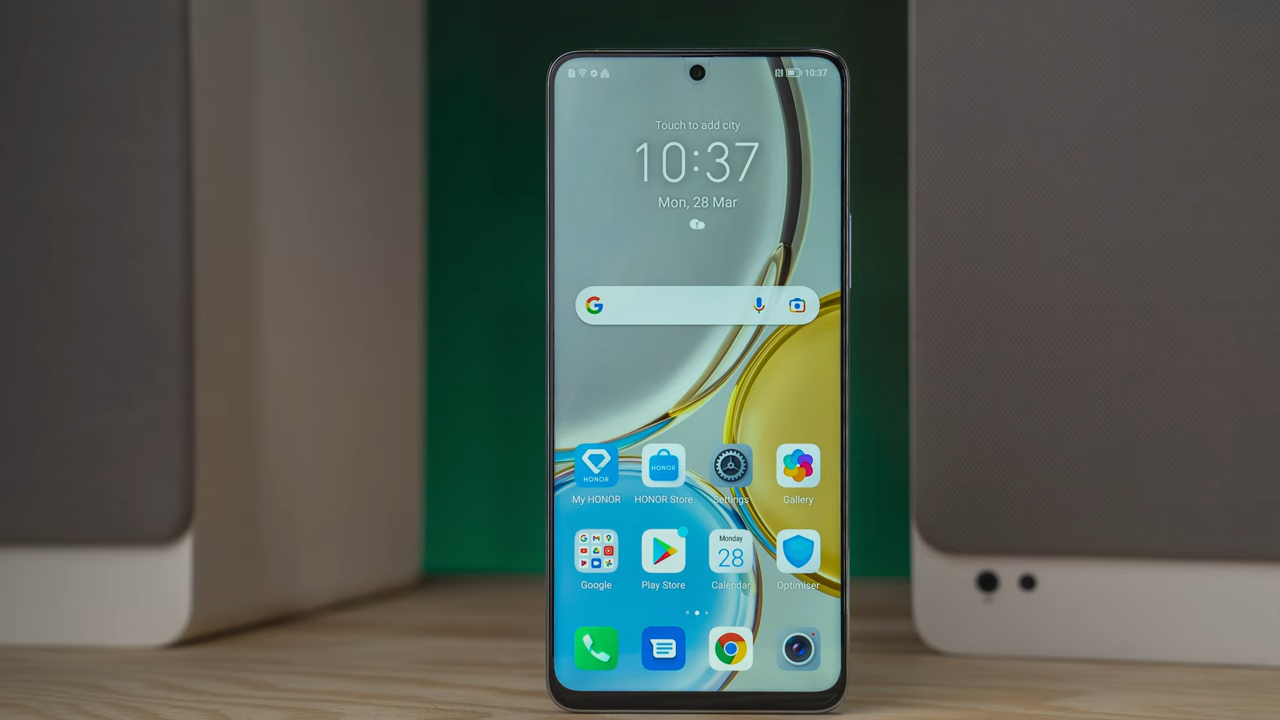 10:37
Touch to add city
10:37
Mon, 28 Mar
G
HONOR
HONOR
My HONOR HONOR Store Settings Gallery
Monday
28
Google Play Store Calendar Optimiser